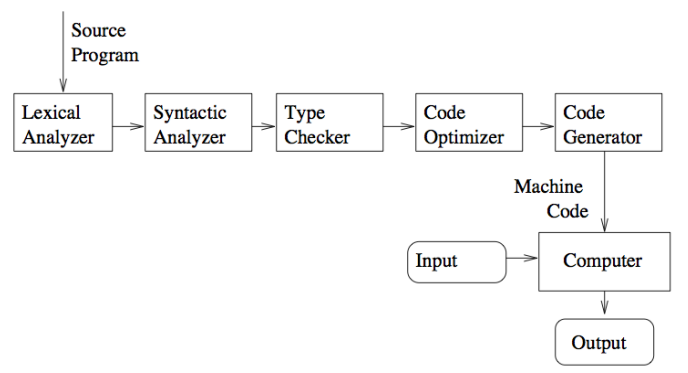 Source
Program
Lexical
Analyzer
Syntactic
Analyzer
Type
Checker
Code
Optimizer
Code
Generator
Machine
Code
Input
Computer
Output